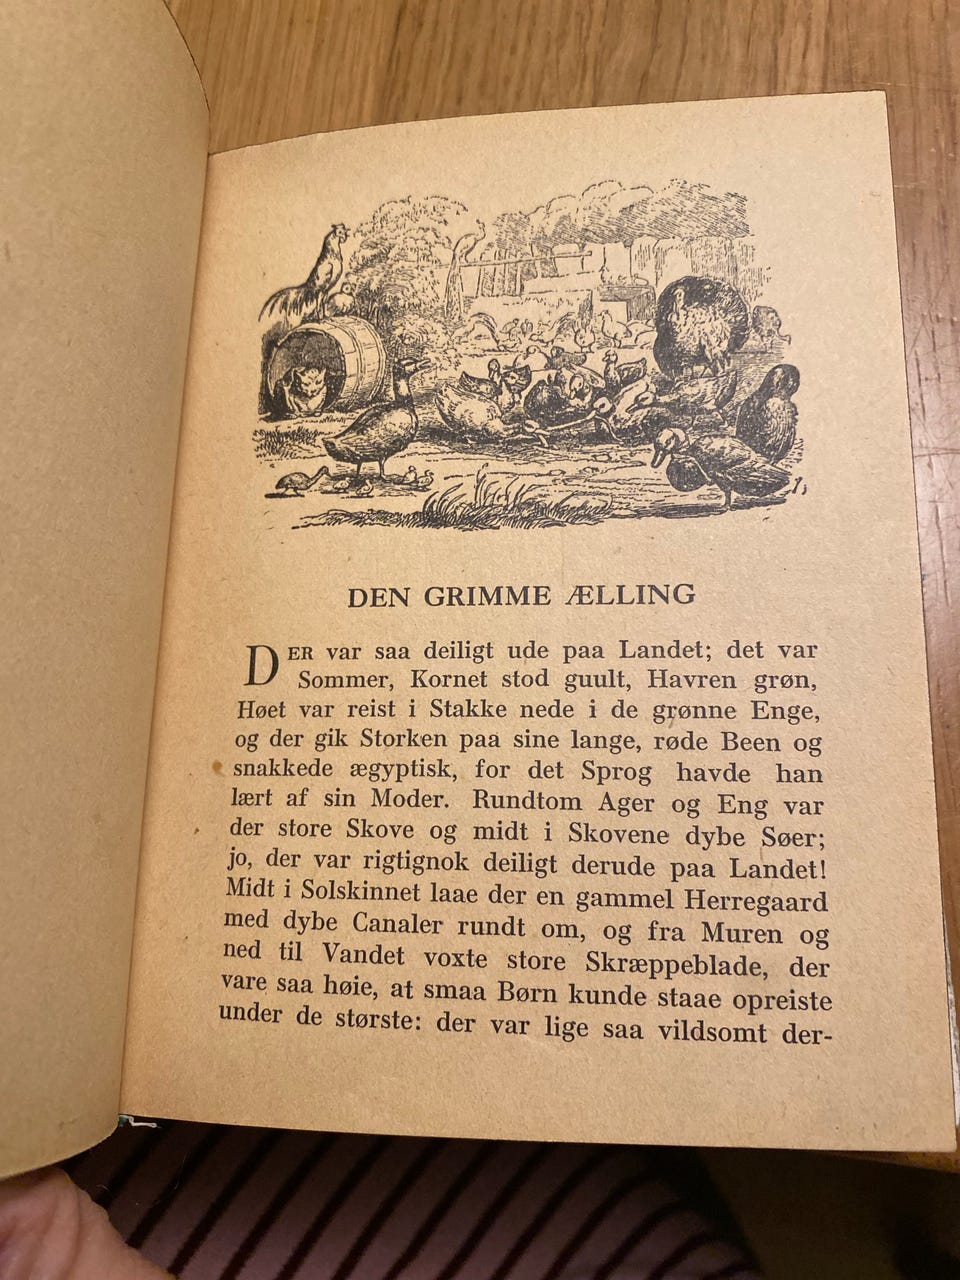 DEN GRIMME ÆLLING
DER var saa deiligt ude paa Landet; det var
Sommer, Kornet stod guult, Havren grøn,
Høet var reist i Stakke nede i de grønne Enge,
og der gik Storken paa sine lange, røde Been og
snakkede ægyptisk, for det Sprog havde han
lært af sin Moder. Rundtom Ager og Eng var
der store Skove og midt i Skovene dybe Søer;
jo, der var rigtignok deiligt derude paa Landet!
Midt i Solskinnet laae der en gammel Herregaard
med dybe Canaler rundt om, og fra Muren og
ned til Vandet voxte store Skræppeblade, der
vare saa høie, at smaa Børn kunde staae opreiste
under de største: der var lige saa vildsomt der-